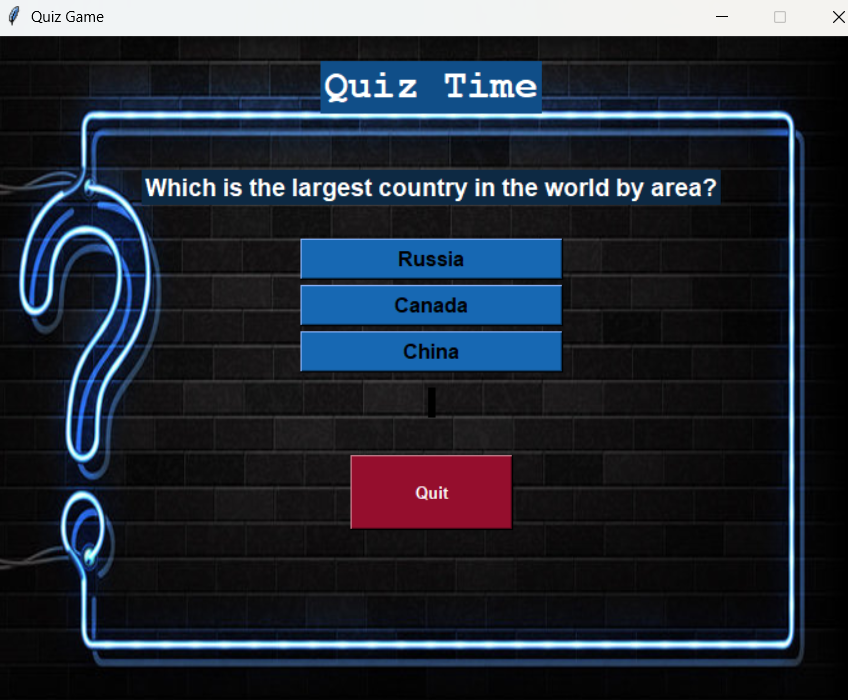 Quiz Game
Quiz Time
Which is the largest country in the world by area?
Russia
Canada
China
Quit